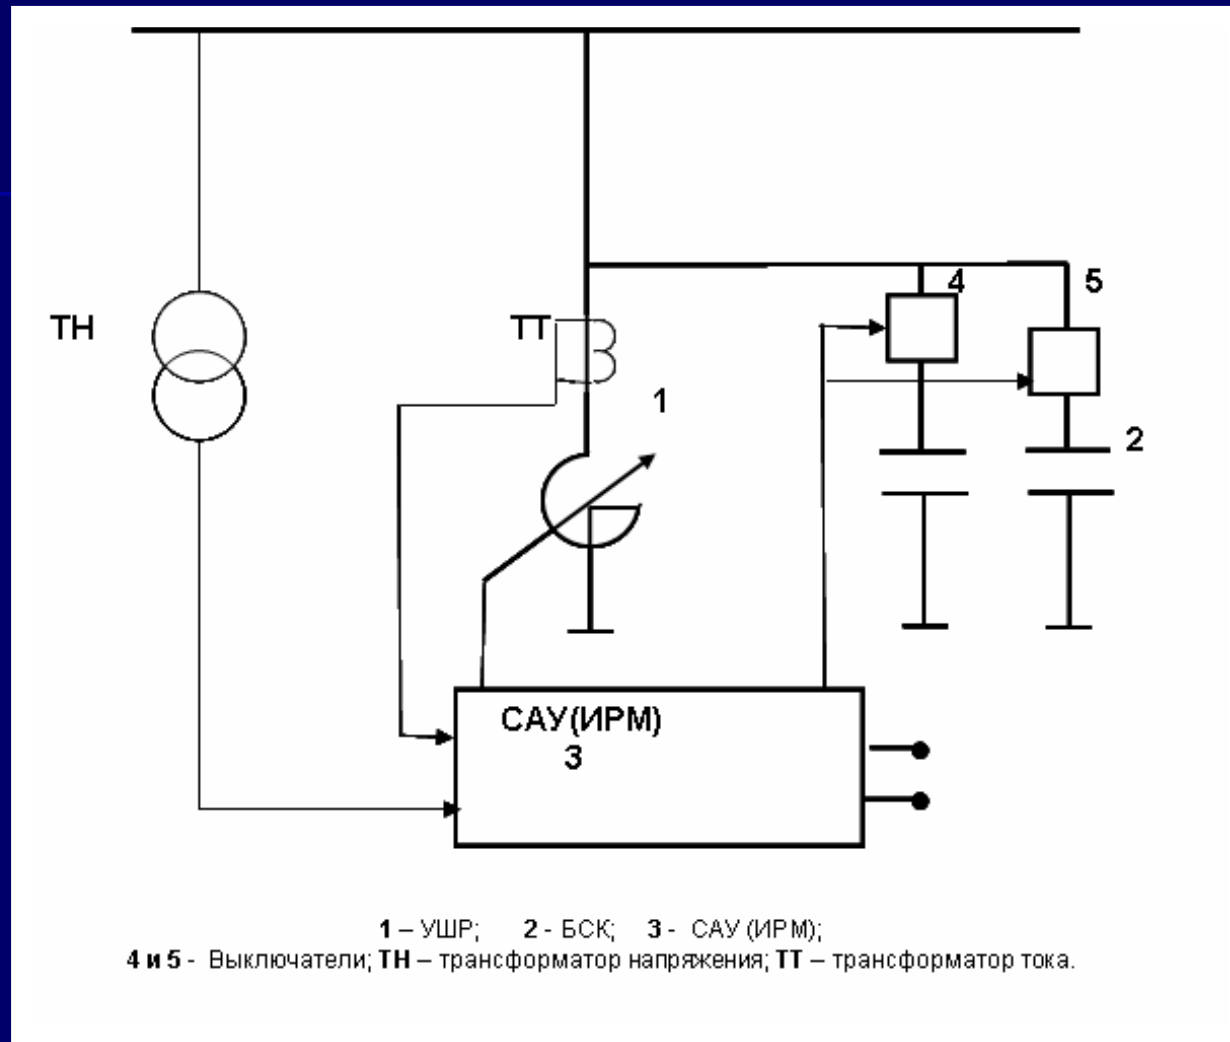 4
5
ТН
ТТ
1
2
САУ(ИРМ)
3
1 – УШР; 2 - БСК; 3 - САУ (ИРМ);
4 и 5 - Выключатели; ТН – трансформатор напряжения; ТТ – трансформатор тока.